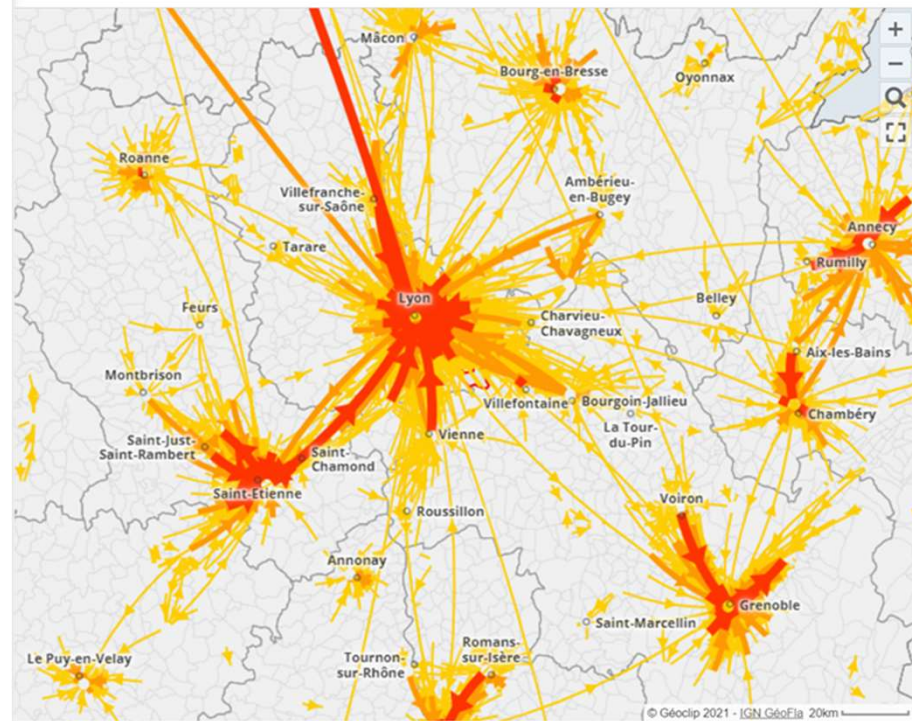 Mâcon
+
−
Bourg-en-Bresse
Oyonnax
Roanne
Ambérieu-
en-Bugey
Villefranche-
sur-Saône
Annecy
Tarare
Rumilly
Lyon
Belley
Feurs
Charvieu-
Chavagneux
Aix-les-Bains
Montbrison
Villefontaine
Bourgoin-Jallieu
Chambéry
La Tour-
du-Pin
Vienne
Saint-Just-
Saint-Rambert
Saint-
Chamond
Saint-Etienne
Voiron
Roussillon
Annonay
Grenoble
Saint-Marcellin
Romans-
sur-Isère
Tournon-
sur-Rhône
Le Puy-en-Velay
© Géoclip 2021 - IGN GéoFla 20km